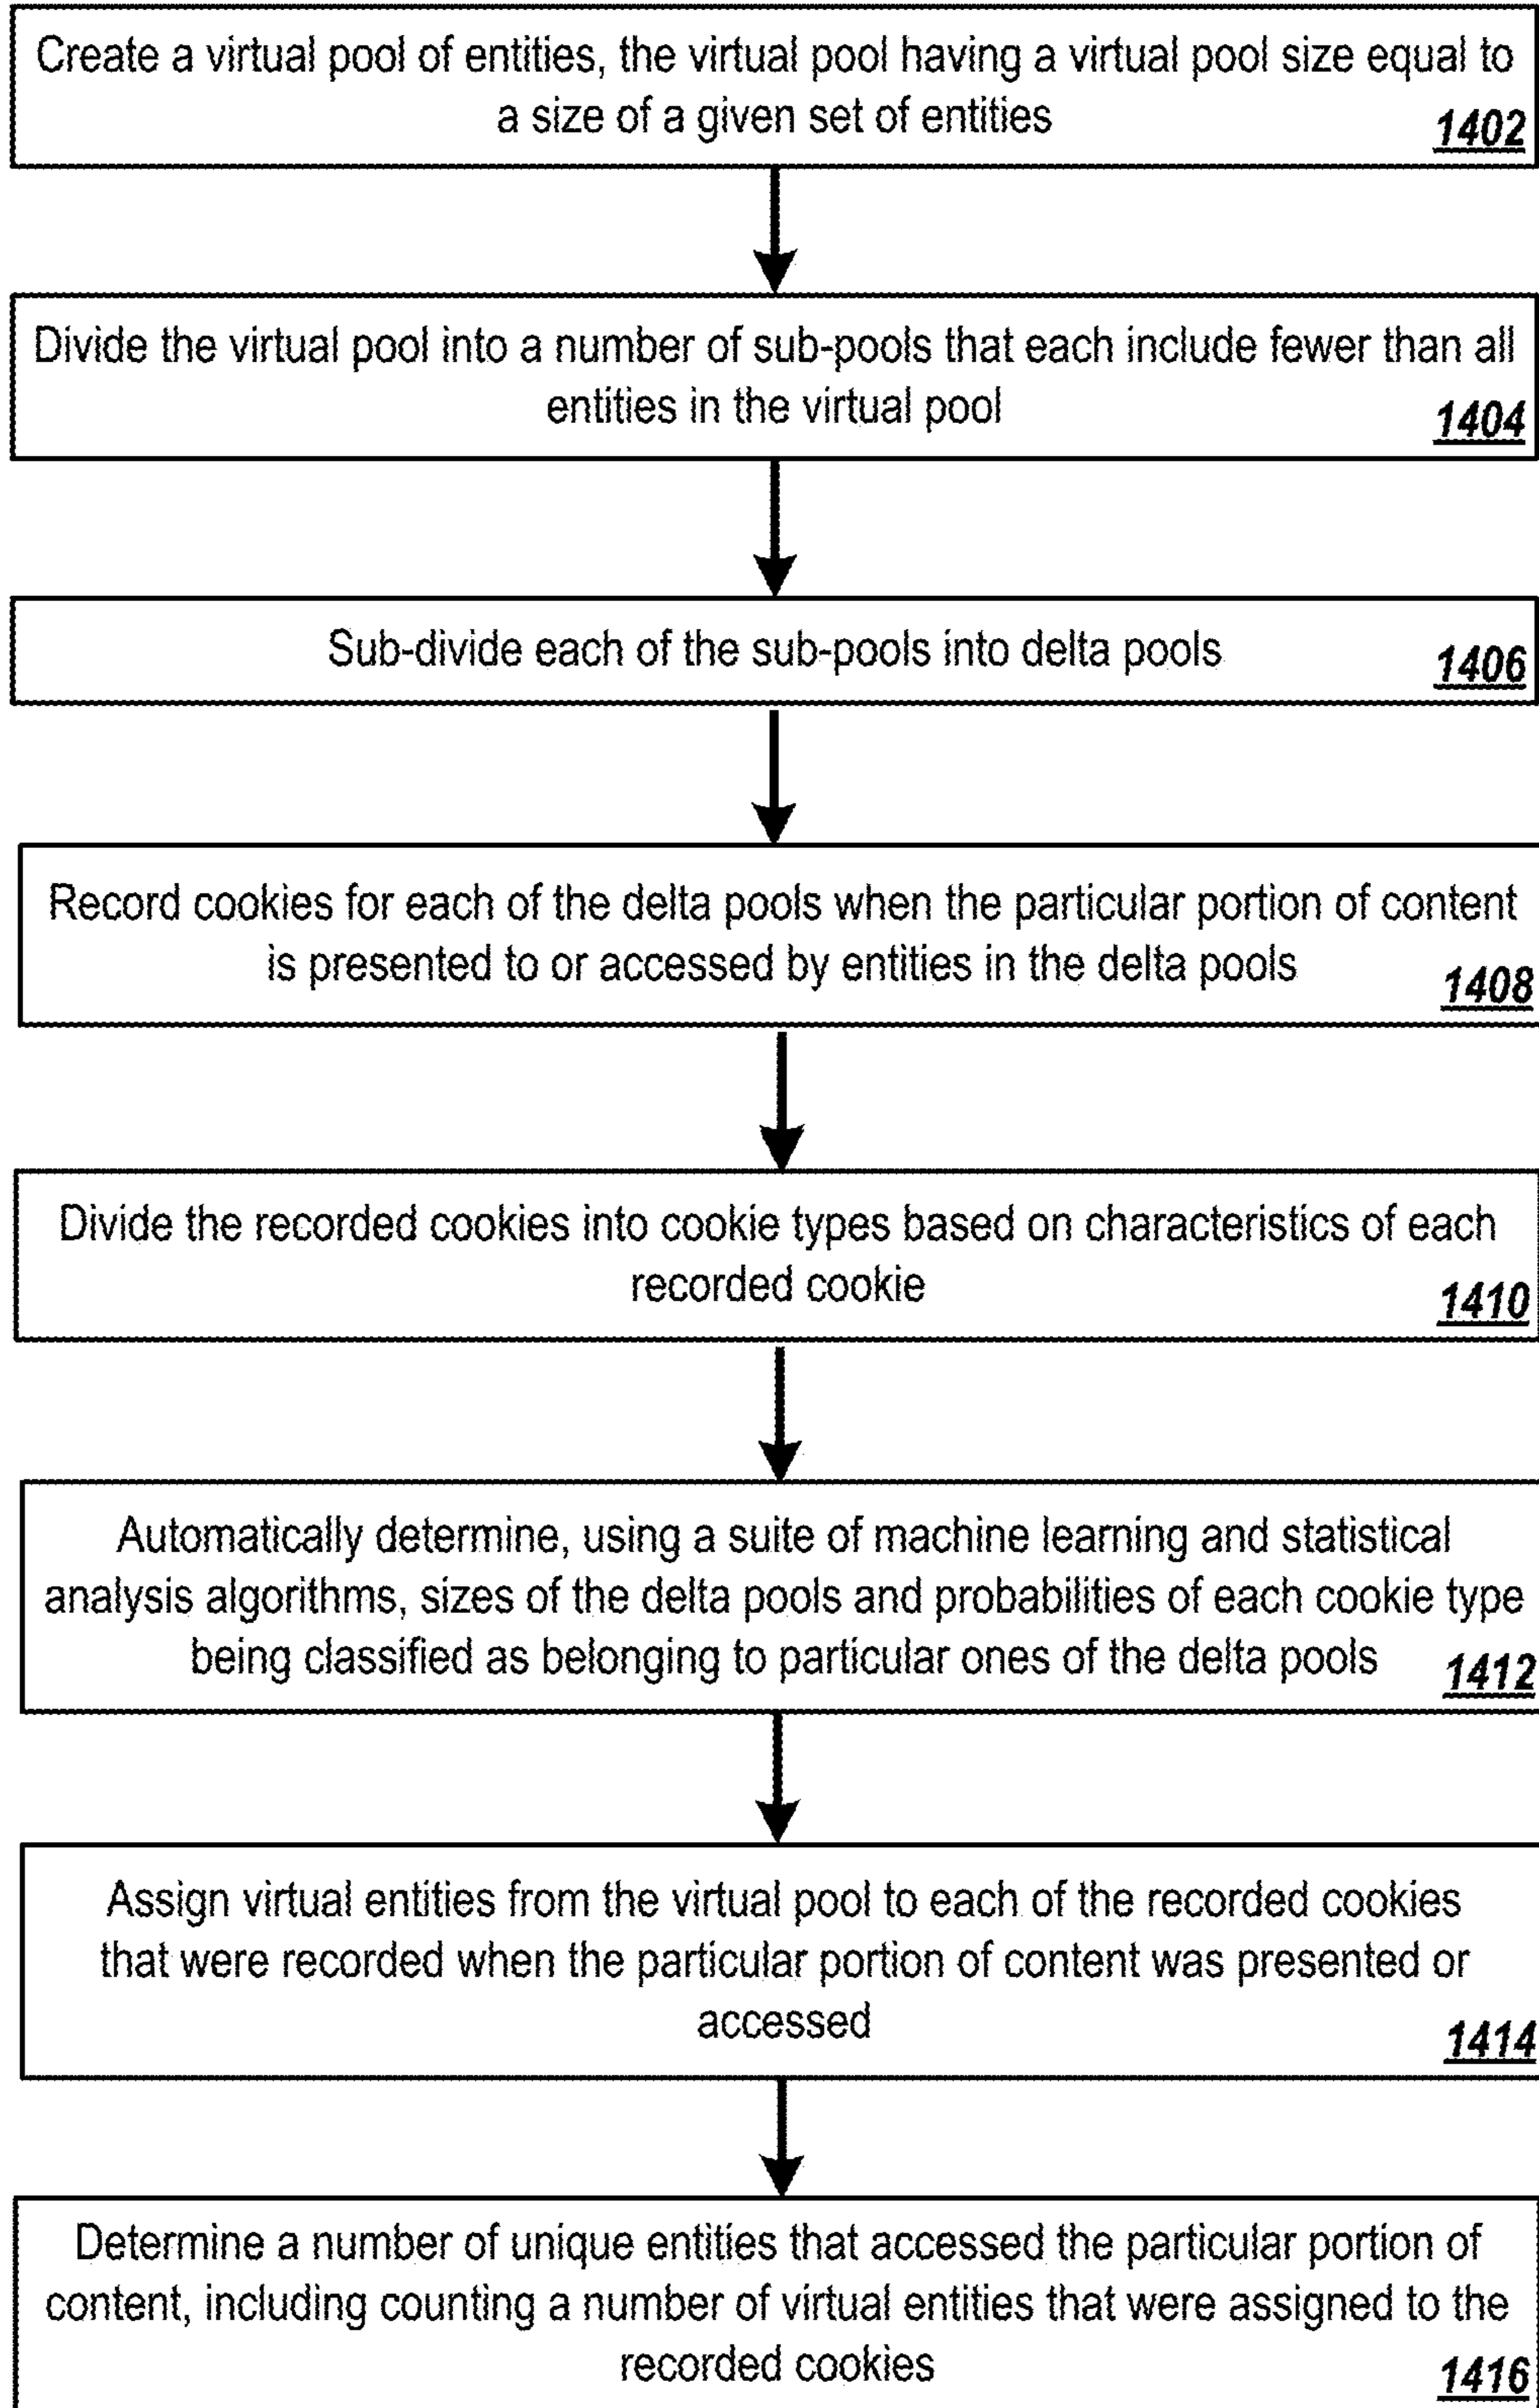 Create a virtual pool of entities, the virtual pool having a virtual pool size equal to
a size of a given set of entities
1402
Divide the virtual pool into a number of sub-pools that each include fewer than all
entities in the virtual pool
1404
Sub-divide each of the sub-pools into delta pools
1406
Record cookies for each of the delta pools when the particular portion of content
is presented to or accessed by entities in the delta pools
1408
Divide the recorded cookies into cookie types based on characteristics of each
recorded cookie
1410
Automatically determine, using a suite of machine learning and statistical
analysis algorithms, sizes of the delta pools and probabilities of each cookie type
being classified as belonging to particular ones of the delta pools
1412
Assign virtual entities from the virtual pool to each of the recorded cookies
that were recorded when the particular portion of content was presented or
accessed
1414
Determine a number of unique entities that accessed the particular portion of
content, including counting a number of virtual entities that were assigned to the
recorded cookies
1416